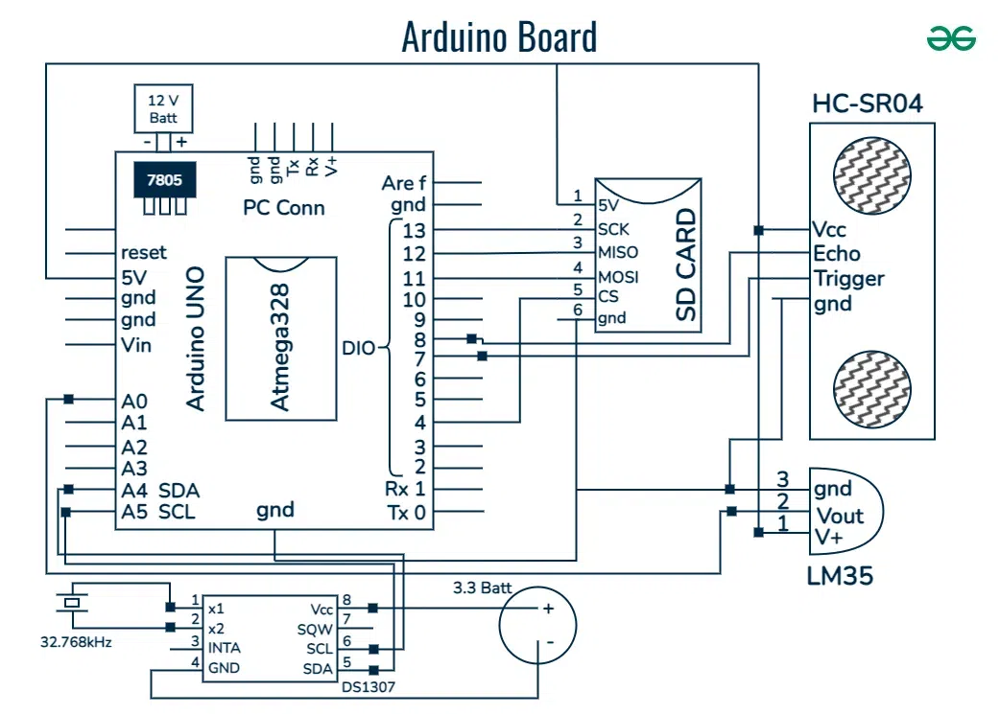 Arduino Board
12 V
Batt
- +
7805
gnd
gnd
Tx
Rx
V+
PC Conn
reset
5V
gnd
gnd
Vin
A0
A1
A2
A3
A4 SDA
A5 SCL
Arduino UNO
Atmega328
gnd
DIO
Are f
gnd
13
12
11
10
9
8
7
6
5
4
3
2
Rx 1
Tx 0
1 5V
2 SCK
3 MISO
4 MOSI
5 CS
6 gnd
SD CARD
HC-SR04
Vcc
Echo
Trigger
gnd
3 gnd
2 Vout
1 V+
LM35
32.768kHz
1 x1
2 x2
3 INTA
4 GND
Vcc 8
SQW 7
SCL 6
SDA 5
DS1307
3.3 Batt
+
-